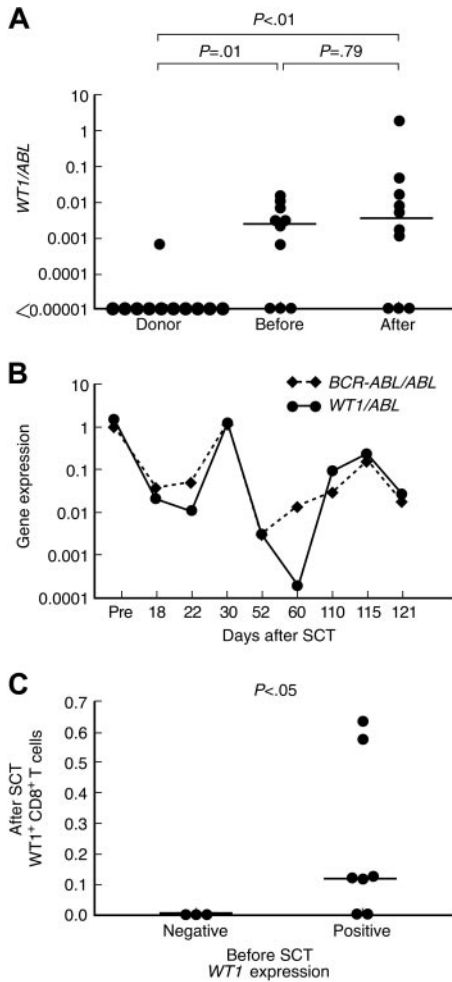 A
P<.01
P=.01 P=.79
WT1/ABL
10
1
0.1
0.01
0.001
0.0001
<0.00001
Donor Before After
B
BCR-ABL/ABL
WT1/ABL
Gene expression
10
1
0.1
0.01
0.001
0.0001
Pre 18 22 30 52 60 110 115 121
Days after SCT
C
P<.05
After SCT
WT1+ CD8+ T cells
0.7
0.6
0.5
0.4
0.3
0.2
0.1
0.0
Negative Positive
Before SCT
WT1 expression